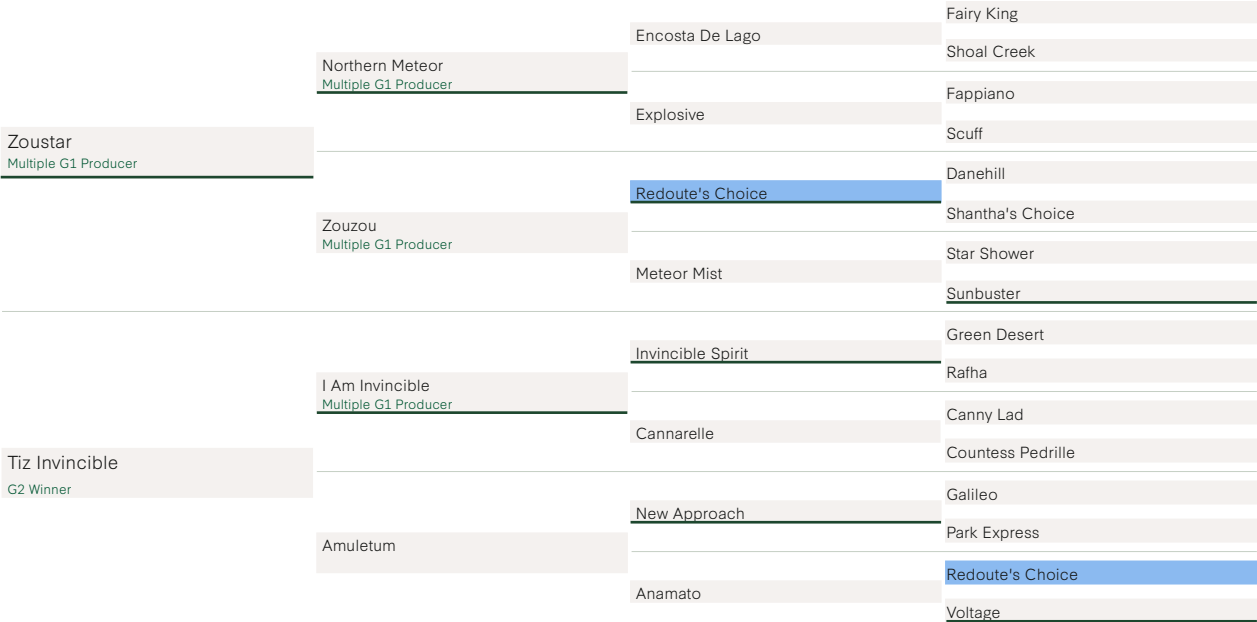 Zoustar
Multiple G1 Producer
Tiz Invincible
G2 Winner
Northern Meteor
Multiple G1 Producer
Zouzou
Multiple G1 Producer
I Am Invincible
Multiple G1 Producer
Amuletum
Encosta De Lago
Explosive
Redoute's Choice
Meteor Mist
Invincible Spirit
Cannarelle
New Approach
Anamato
Fairy King
Shoal Creek
Fappiano
Scuff
Danehill
Shantha's Choice
Star Shower
Sunbuster
Green Desert
Rafha
Canny Lad
Countess Pedrille
Galileo
Park Express
Redoute's Choice
Voltage